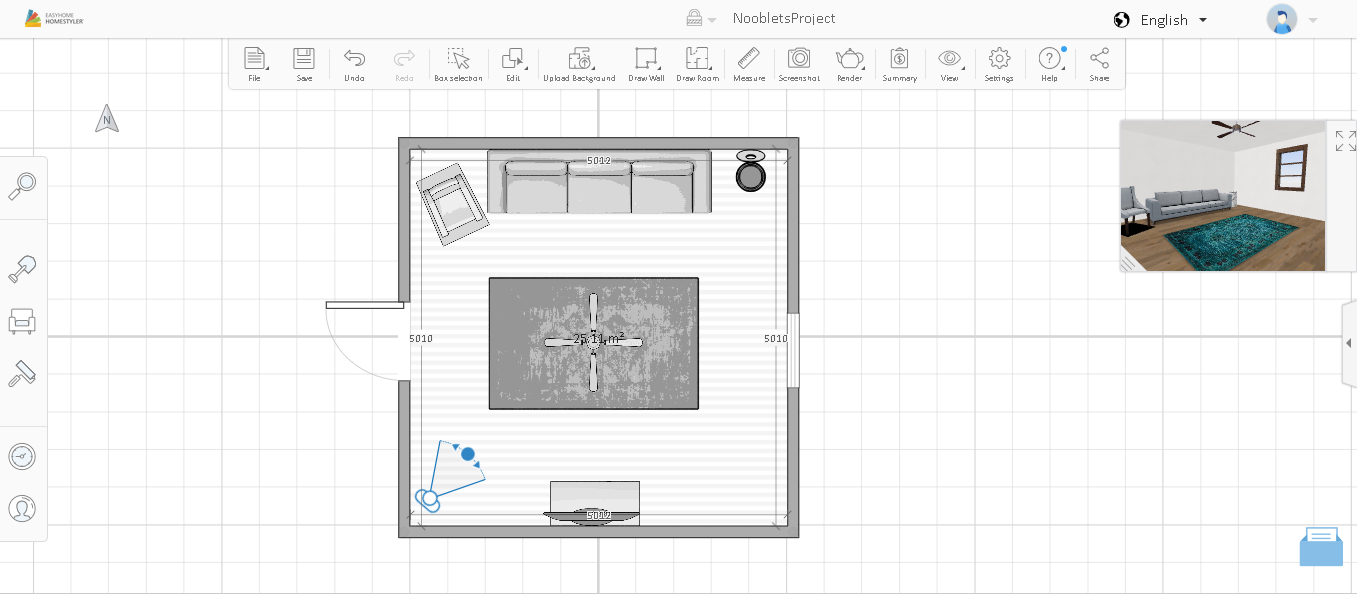 EASYHOME
HOMESTYLER
NoobletsProject
English
File
Save
Undo
Redo
Box selection
Edit
Upload Background
Draw Wall
Draw Room
Measure
Screenshot
Render
Summary
View
Settings
Help
Share
N
5012
5010
25.11 m²
5010
5012